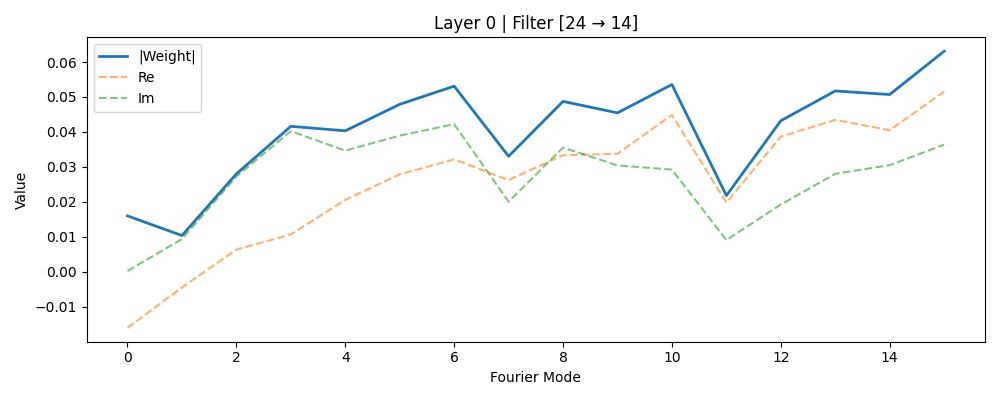 Layer 0 | Filter [24 → 14]
|Weight|
Re
Im
Value
0.06
0.05
0.04
0.03
0.02
0.01
0.00
−0.01
0
2
4
6
8
10
12
14
Fourier Mode